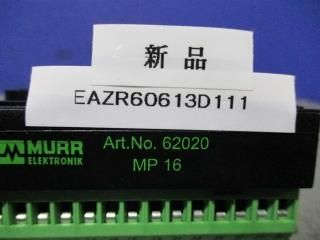 新品
EAZR60613D111
MURR
ELEKTRONIK
Art.No. 62020
MP 16